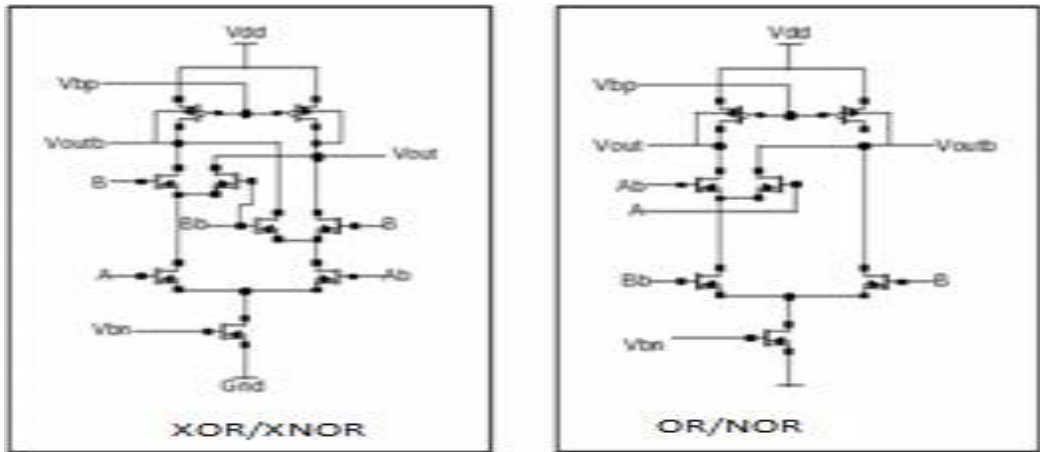 Vdd
Vbp
Voutb
Vout
B
Bb
B
A
Ab
Vbn
Gnd
XOR/XNOR
Vdd
Vbp
Vout
Voutb
Ab
A
Bb
B
Vbn
OR/NOR